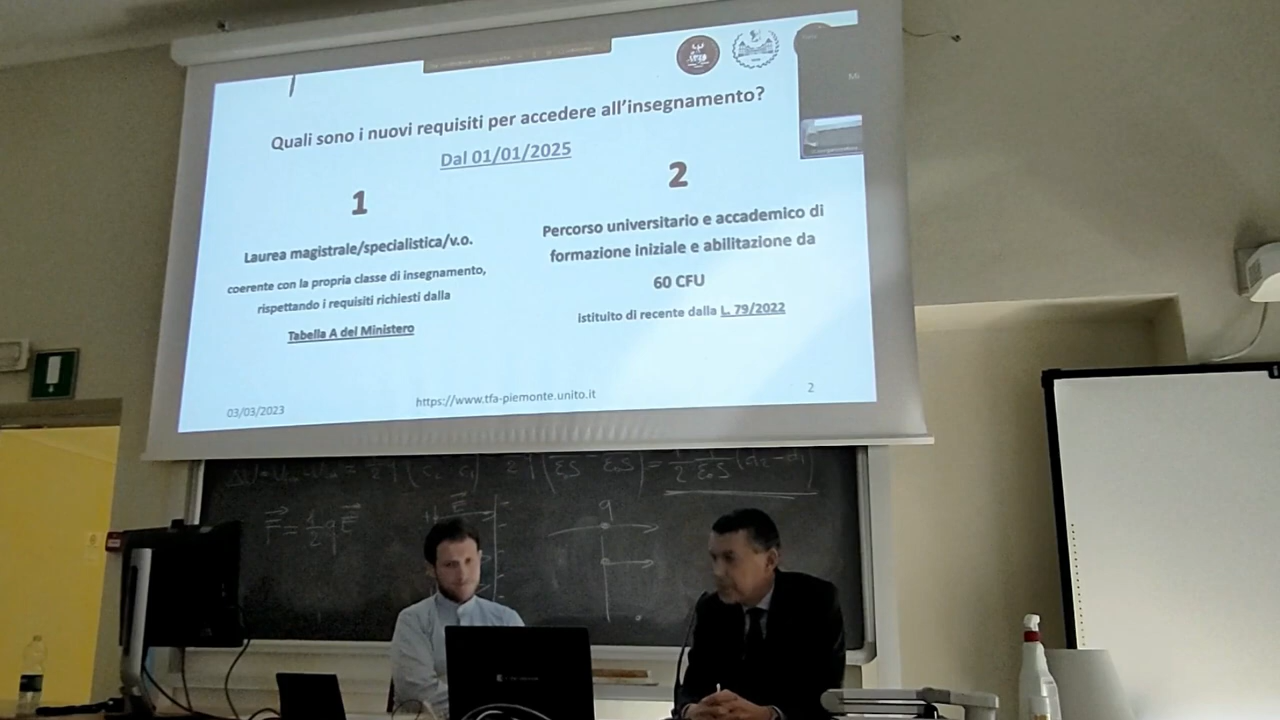 Quali sono i nuovi requisiti per accedere all'insegnamento?
Dal 01/01/2025
1
Laurea magistrale/specialistica/v.o.
coerente con la propria classe di insegnamento,
rispettando i requisiti richiesti dalla
Tabella A del Ministero
2
Percorso universitario e accademico di
formazione iniziale e abilitazione da
60 CFU
istituito di recente dalla L. 79/2022
03/03/2023
https://www.tfa-piemonte.unito.it
2
F = 1/2 q E
E
q